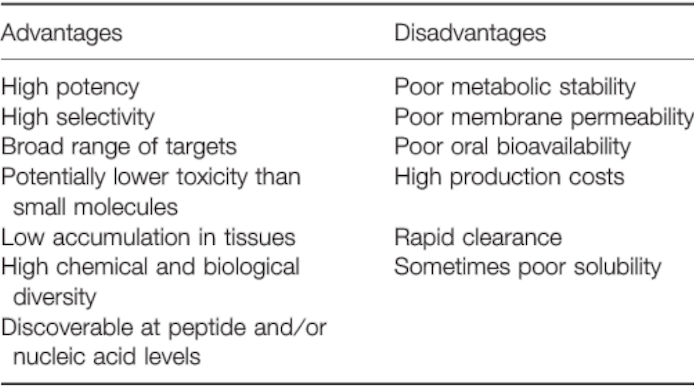 Advantages Disadvantages
High potency Poor metabolic stability
High selectivity Poor membrane permeability
Broad range of targets Poor oral bioavailability
Potentially lower toxicity than High production costs
small molecules
Low accumulation in tissues Rapid clearance
High chemical and biological Sometimes poor solubility
diversity
Discoverable at peptide and/or
nucleic acid levels